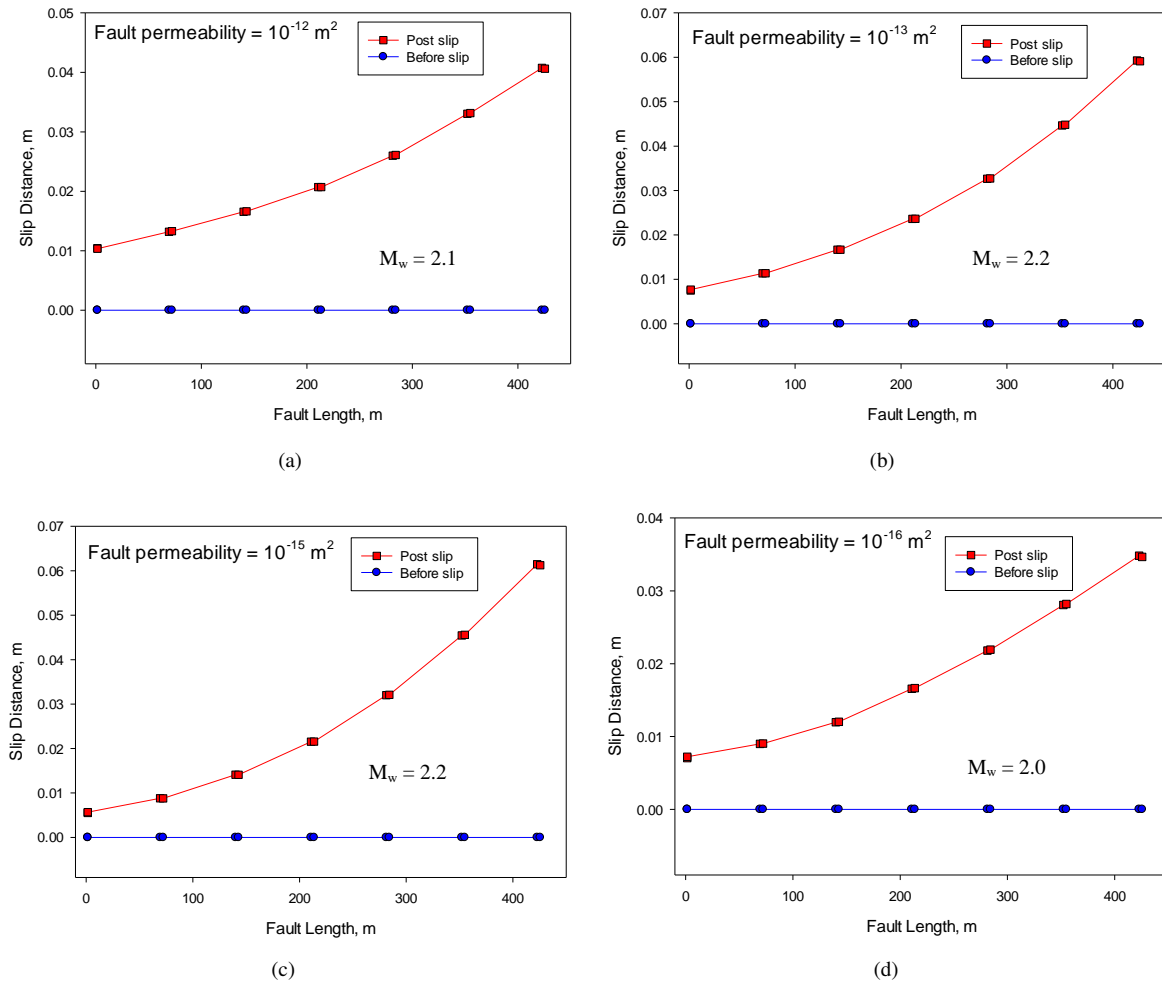 Fault permeability = 10⁻¹² m²
Post slip
Before slip
Slip Distance, m
0.05
0.04
0.03
0.02
0.01
0.00
M_w = 2.1
0 100 200 300 400
Fault Length, m
(a)
Fault permeability = 10⁻¹³ m²
Post slip
Before slip
Slip Distance, m
0.07
0.06
0.05
0.04
0.03
0.02
0.01
0.00
M_w = 2.2
0 100 200 300 400
Fault Length, m
(b)
Fault permeability = 10⁻¹⁵ m²
Post slip
Before slip
Slip Distance, m
0.07
0.06
0.05
0.04
0.03
0.02
0.01
0.00
M_w = 2.2
0 100 200 300 400
Fault Length, m
(c)
Fault permeability = 10⁻¹⁶ m²
Post slip
Before slip
Slip Distance, m
0.04
0.03
0.02
0.01
0.00
M_w = 2.0
0 100 200 300 400
Fault Length, m
(d)